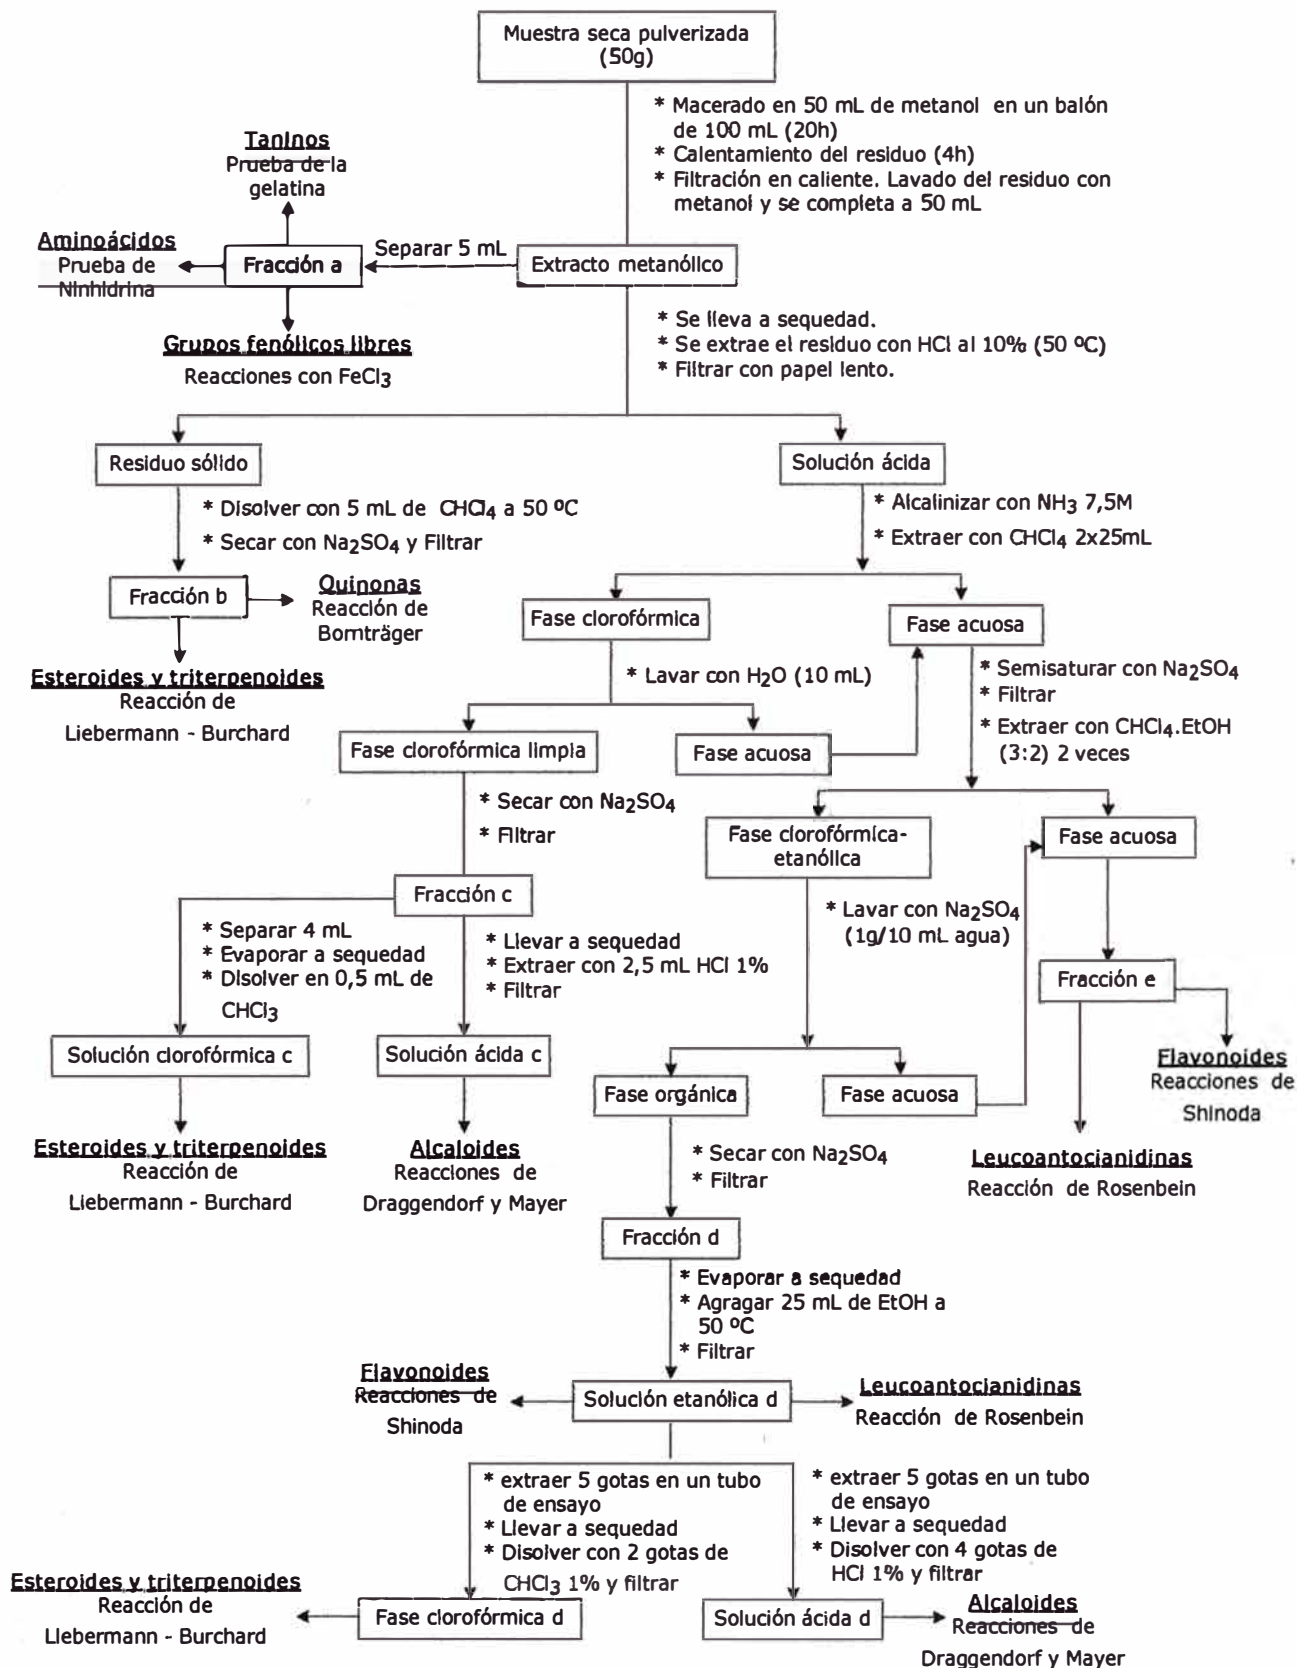 Muestra seca pulverizada
(50g)
* Macerado en 50 mL de metanol en un balón
de 100 mL (20h)
* Calentamiento del residuo (4h)
* Filtración en caliente. Lavado del residuo con
metanol y se completa a 50 mL
Taninos
Prueba de la
gelatina
Aminoácidos
Prueba de
Ninhidrina
Fracción a
Separar 5 mL
Extracto metanólico
Grupos fenólicos libres
Reacciones con FeCl3
* Se lleva a sequedad.
* Se extrae el residuo con HCl al 10% (50 ºC)
* Filtrar con papel lento.
Residuo sólido
Solución ácida
* Disolver con 5 mL de CHCl4 a 50 ºC
* Secar con Na2SO4 y Filtrar
* Alcalinizar con NH3 7,5M
* Extraer con CHCl4 2x25mL
Fracción b
Quinonas
Reacción de
Borntráger
Fase clorofórmica
Fase acuosa
Esteroides y triterpenoides
Reacción de
Liebermann - Burchard
* Lavar con H2O (10 mL)
* Semisaturar con Na2SO4
* Filtrar
* Extraer con CHCl4.EtOH
(3:2) 2 veces
Fase clorofórmica limpia
Fase acuosa
* Secar con Na2SO4
* Filtrar
Fase clorofórmica-
etanólica
Fase acuosa
Fracción c
* Separar 4 mL
* Evaporar a sequedad
* Disolver en 0,5 mL de
CHCl3
* Llevar a sequedad
* Extraer con 2,5 mL HCl 1%
* Filtrar
* Lavar con Na2SO4
(1g/10 mL agua)
Fracción e
Solución clorofórmica c
Solución ácida c
Fase orgánica
Fase acuosa
Flavonoides
Reacciones de
Shinoda
Esteroides y triterpenoides
Reacción de
Liebermann - Burchard
Alcaloides
Reacciones de
Draggendorf y Mayer
* Secar con Na2SO4
* Filtrar
Leucoantocianidinas
Reacción de Rosenbein
Fracción d
* Evaporar a sequedad
* Agragar 25 mL de EtOH a
50 ºC
* Filtrar
Flavonoides
Reacciones de
Shinoda
Solución etanólica d
Leucoantocianidinas
Reacción de Rosenbein
* extraer 5 gotas en un tubo
de ensayo
* Llevar a sequedad
* Disolver con 2 gotas de
CHCl3 1% y filtrar
* extraer 5 gotas en un tubo
de ensayo
* Llevar a sequedad
* Disolver con 4 gotas de
HCl 1% y filtrar
Esteroides y triterpenoides
Reacción de
Liebermann - Burchard
Fase clorofórmica d
Solución ácida d
Alcaloides
Reacciones de
Draggendorf y Mayer